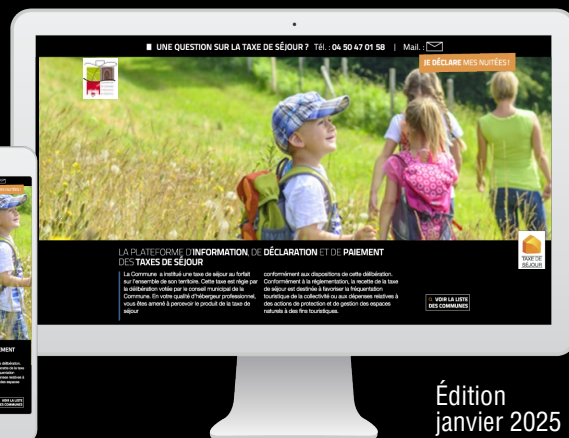 UNE QUESTION SUR LA TAXE DE SÉJOUR ? Tél. : 04 50 47 01 58 | Mail. :
JE DÉCLARE MES NUITÉES !
LA PLATEFORME D'INFORMATION, DE DÉCLARATION ET DE PAIEMENT
DES TAXES DE SÉJOUR
La Commune a institué une taxe de séjour au forfait
sur l'ensemble de son territoire. Cette taxe est régie par
la délibération votée par le conseil municipal de la
Commune. En votre qualité d'hébergeur professionnel,
vous êtes amené à percevoir le produit de la taxe de
séjour
conformément aux dispositions de cette délibération.
Conformément à la réglementation, la recette de la taxe
de séjour est destinée à favoriser la fréquentation
touristique de la collectivité ou aux dépenses relatives à
des actions de protection et de gestion des espaces
naturels à des fins touristiques.
TAXE DE
SÉJOUR
VOIR LA LISTE
DES COMMUNES
EMENT
VOIR LA LISTE
DES COMMUNES
Édition
janvier 2025